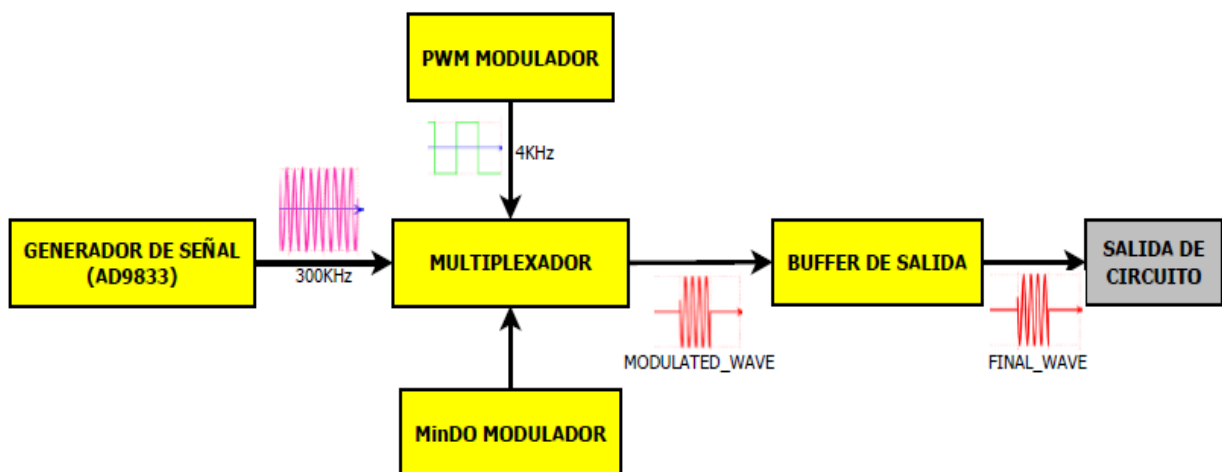 PWM MODULADOR
4KHz
GENERADOR DE SEÑAL
(AD9833)
300KHz
MULTIPLEXADOR
MODULATED_WAVE
BUFFER DE SALIDA
FINAL_WAVE
SALIDA DE
CIRCUITO
MinDO MODULADOR